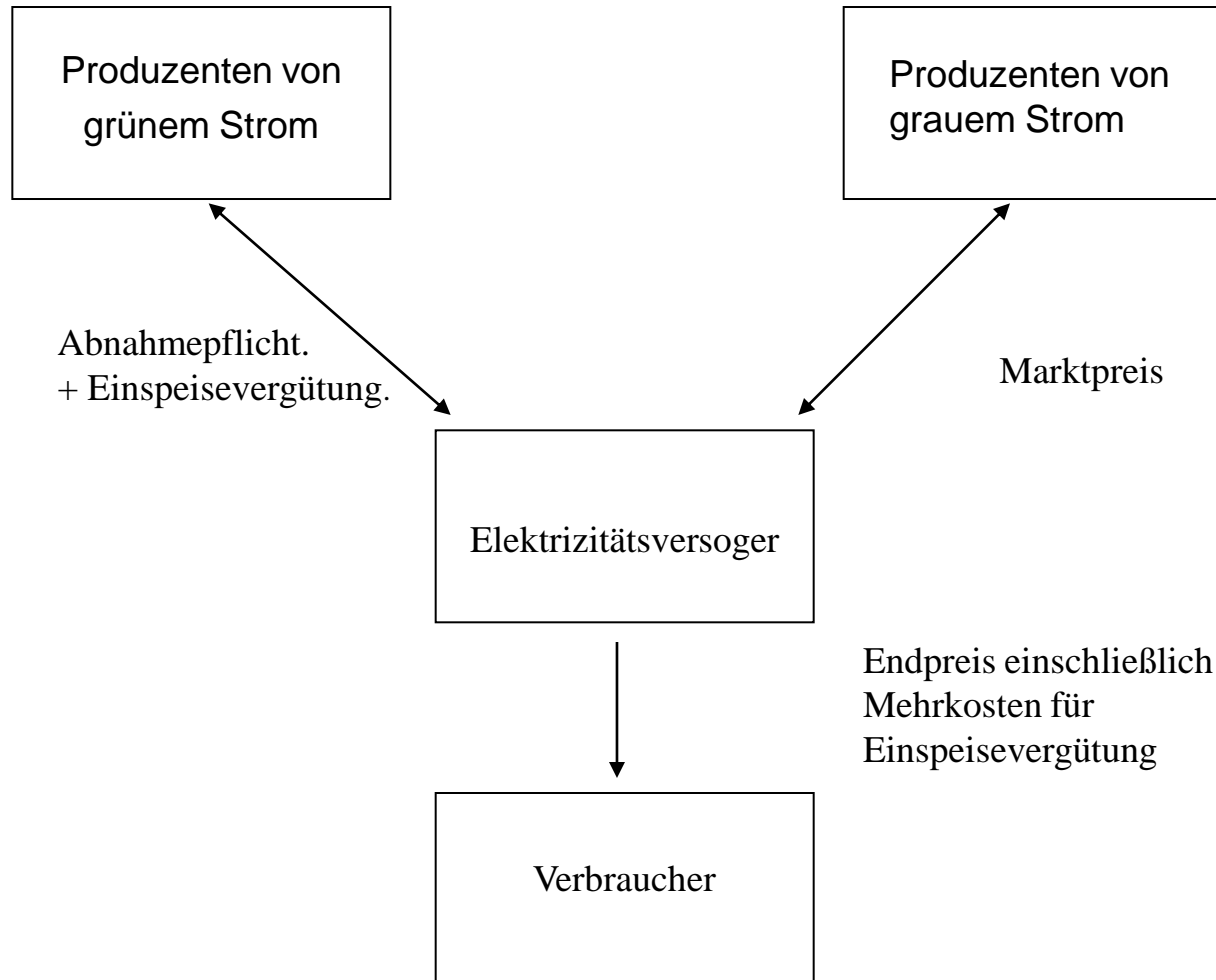 Produzenten von
grünem Strom
Produzenten von
grauem Strom
Abnahmepflicht.
+ Einspeisevergütung.
Marktpreis
Elektrizitätsversoger
Endpreis einschließlich
Mehrkosten für
Einspeisevergütung
Verbraucher